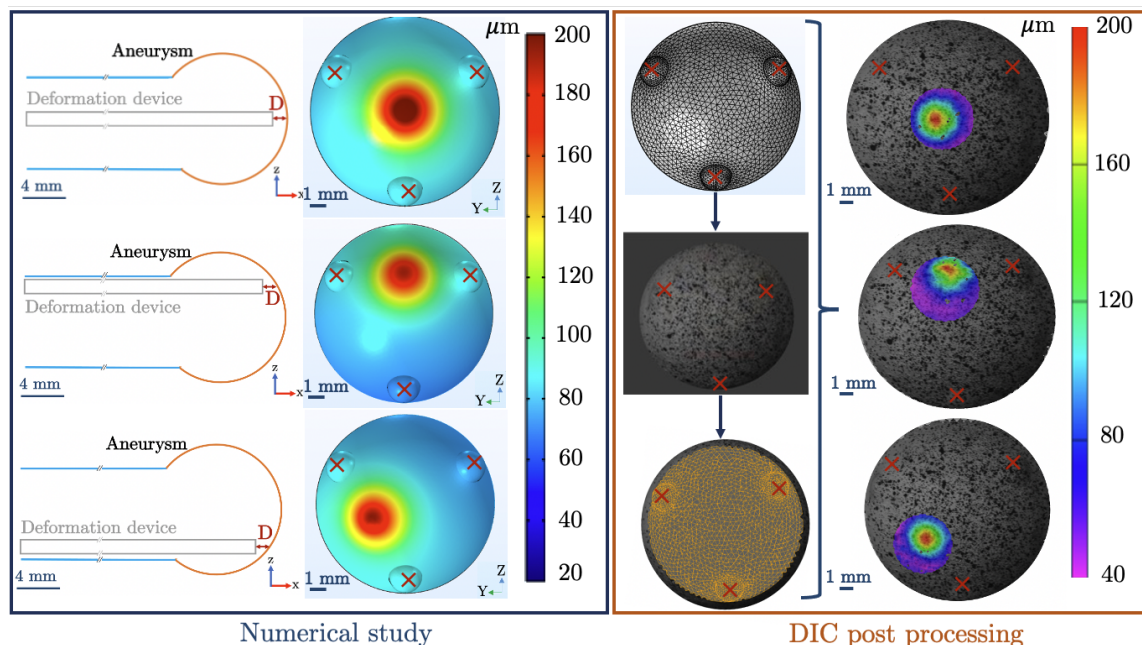 Aneurysm
Deformation device
D
4 mm
z
x
1 mm
Z
Y
Aneurysm
Deformation device
D
4 mm
z
x
1 mm
Z
Y
Aneurysm
Deformation device
D
4 mm
z
x
1 mm
Z
Y
μm
200
180
160
140
120
100
80
60
40
20
1 mm
1 mm
1 mm
μm
200
160
120
80
40
Numerical study
DIC post processing